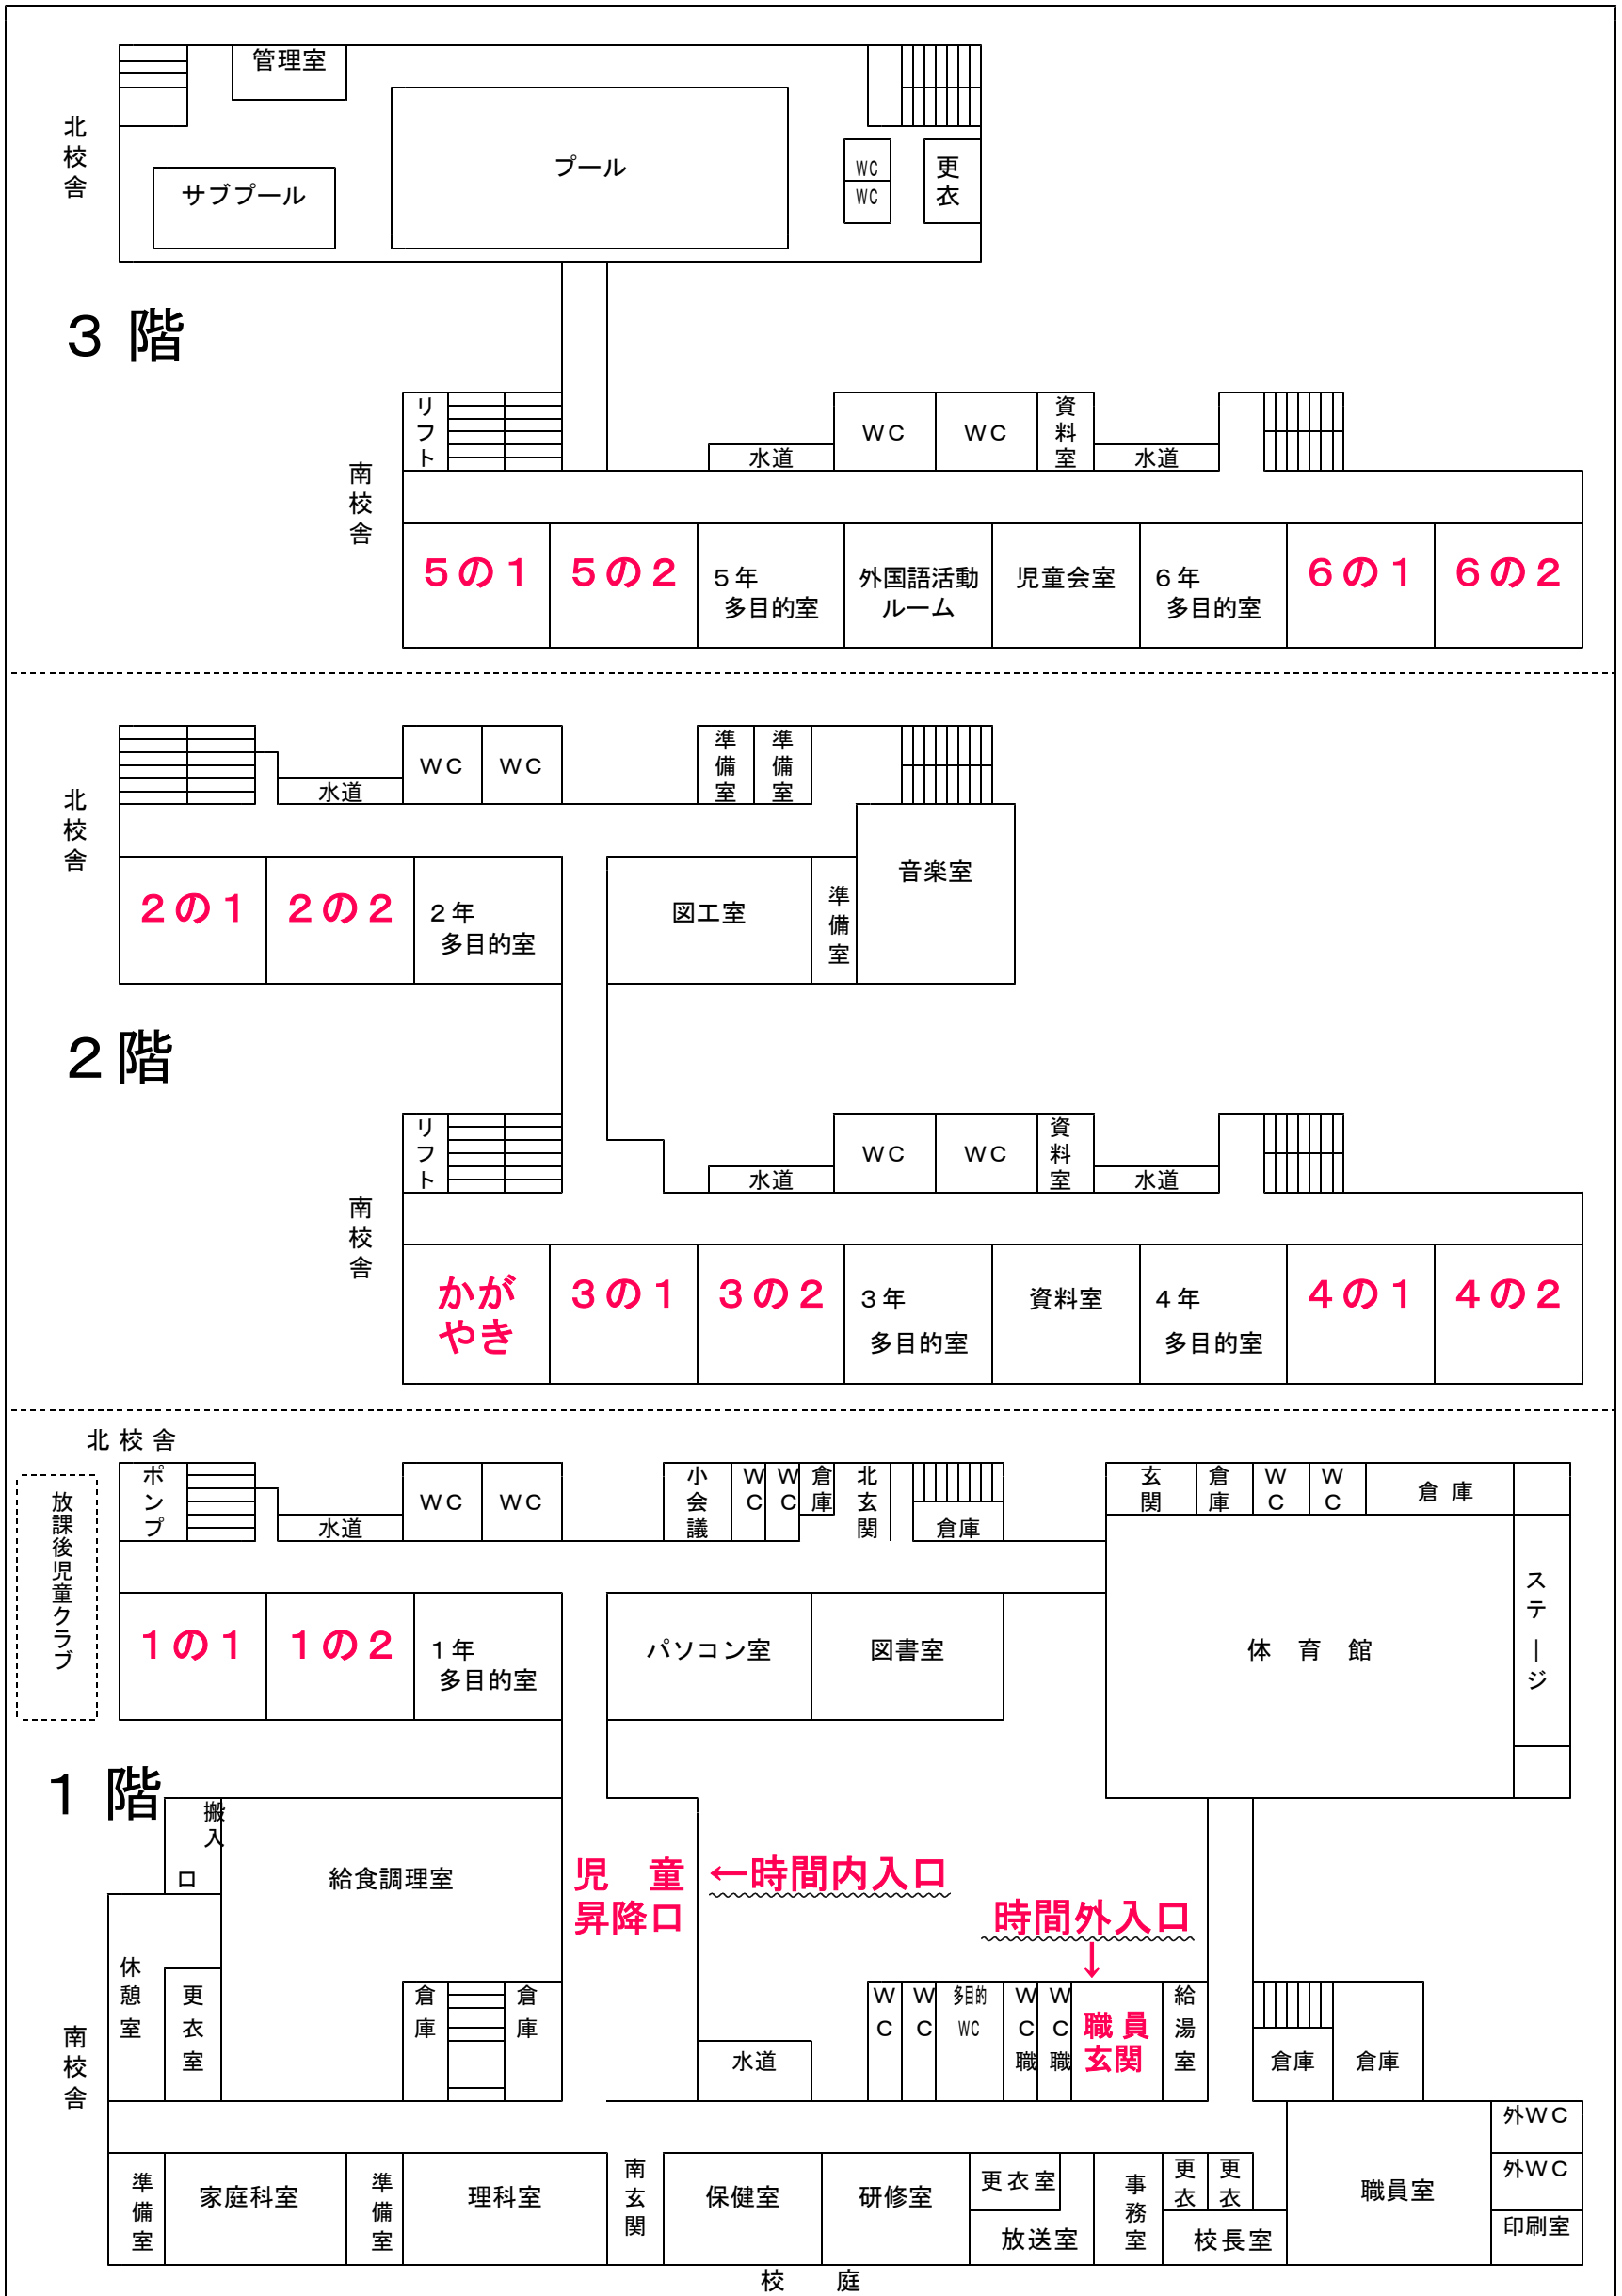 管理室
プール
サブプール
WC
WC
更衣
北校舎
３階
リフト
水道
ＷＣ
ＷＣ
資料室
水道
南校舎
５の１
５の２
５年
多目的室
外国語活動
ルーム
児童会室
６年
多目的室
６の１
６の２
北校舎
水道
ＷＣ
ＷＣ
準備室
準備室
２の１
２の２
２年
多目的室
図工室
準備室
音楽室
２階
リフト
水道
ＷＣ
ＷＣ
資料室
水道
南校舎
かが
やき
３の１
３の２
３年
多目的室
資料室
４年
多目的室
４の１
４の２
北校舎
放課後児童クラブ
ポンプ
水道
ＷＣ
ＷＣ
小会議
ＷＣ
ＷＣ
倉庫
北玄関
倉庫
玄関
倉庫
ＷＣ
ＷＣ
倉庫
１の１
１の２
１年
多目的室
パソコン室
図書室
体育館
ステージ
１階
搬入口
給食調理室
児童
昇降口
←時間内入口
時間外入口
↓
休憩室
更衣室
倉庫
倉庫
水道
ＷＣ
ＷＣ
多目的
WC
ＷＣ職
ＷＣ職
職員
玄関
給湯室
倉庫
倉庫
南校舎
準備室
家庭科室
準備室
理科室
南玄関
保健室
研修室
更衣室
放送室
事務室
更衣
更衣
校長室
職員室
外ＷＣ
外ＷＣ
印刷室
校庭